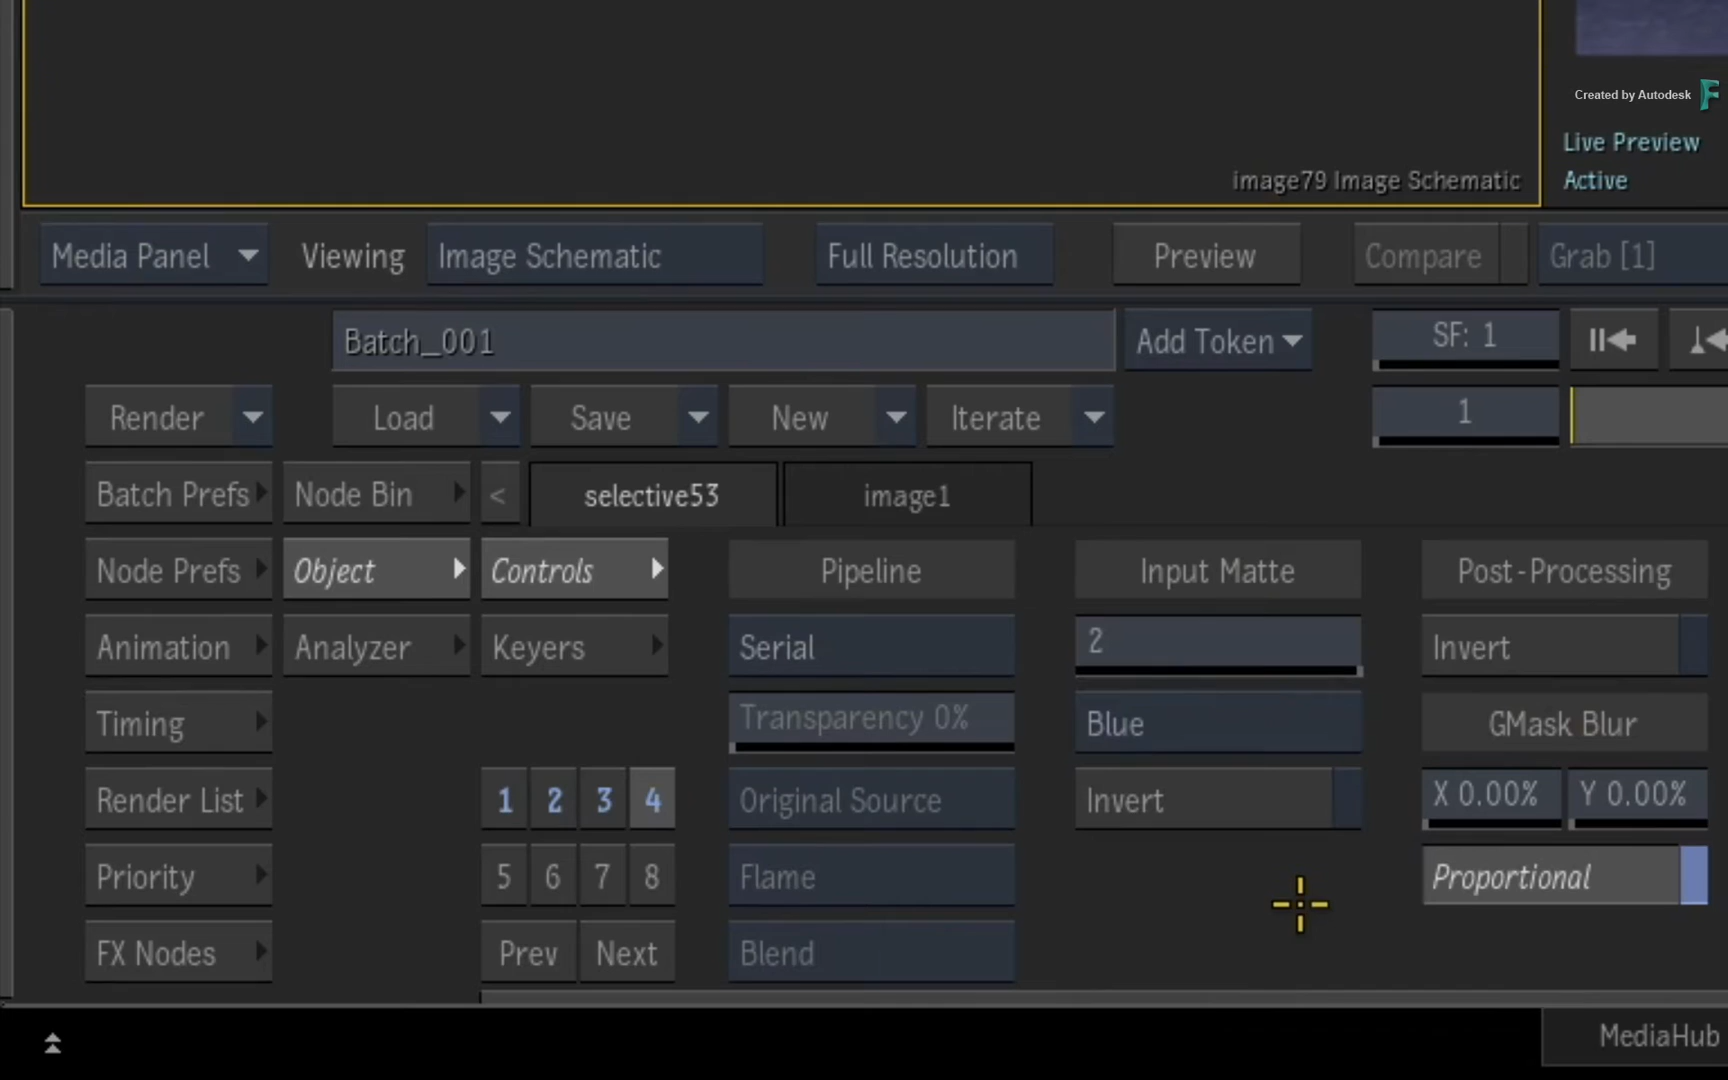 Created by Autodesk
Live Preview
Active
image79 Image Schematic
Media Panel Viewing Image Schematic Full Resolution Preview Compare Grab [1]
Batch_001 Add Token SF: 1
Render Load Save New Iterate 1
Batch Prefs Node Bin < selective53 image1
Node Prefs Object Controls Pipeline Input Matte Post-Processing
Animation Analyzer Keyers Serial 2 Invert
Timing Transparency 0% Blue GMask Blur
Render List 1 2 3 4 Original Source Invert X 0.00% Y 0.00%
Priority 5 6 7 8 Flame Proportional
FX Nodes Prev Next Blend
MediaHub